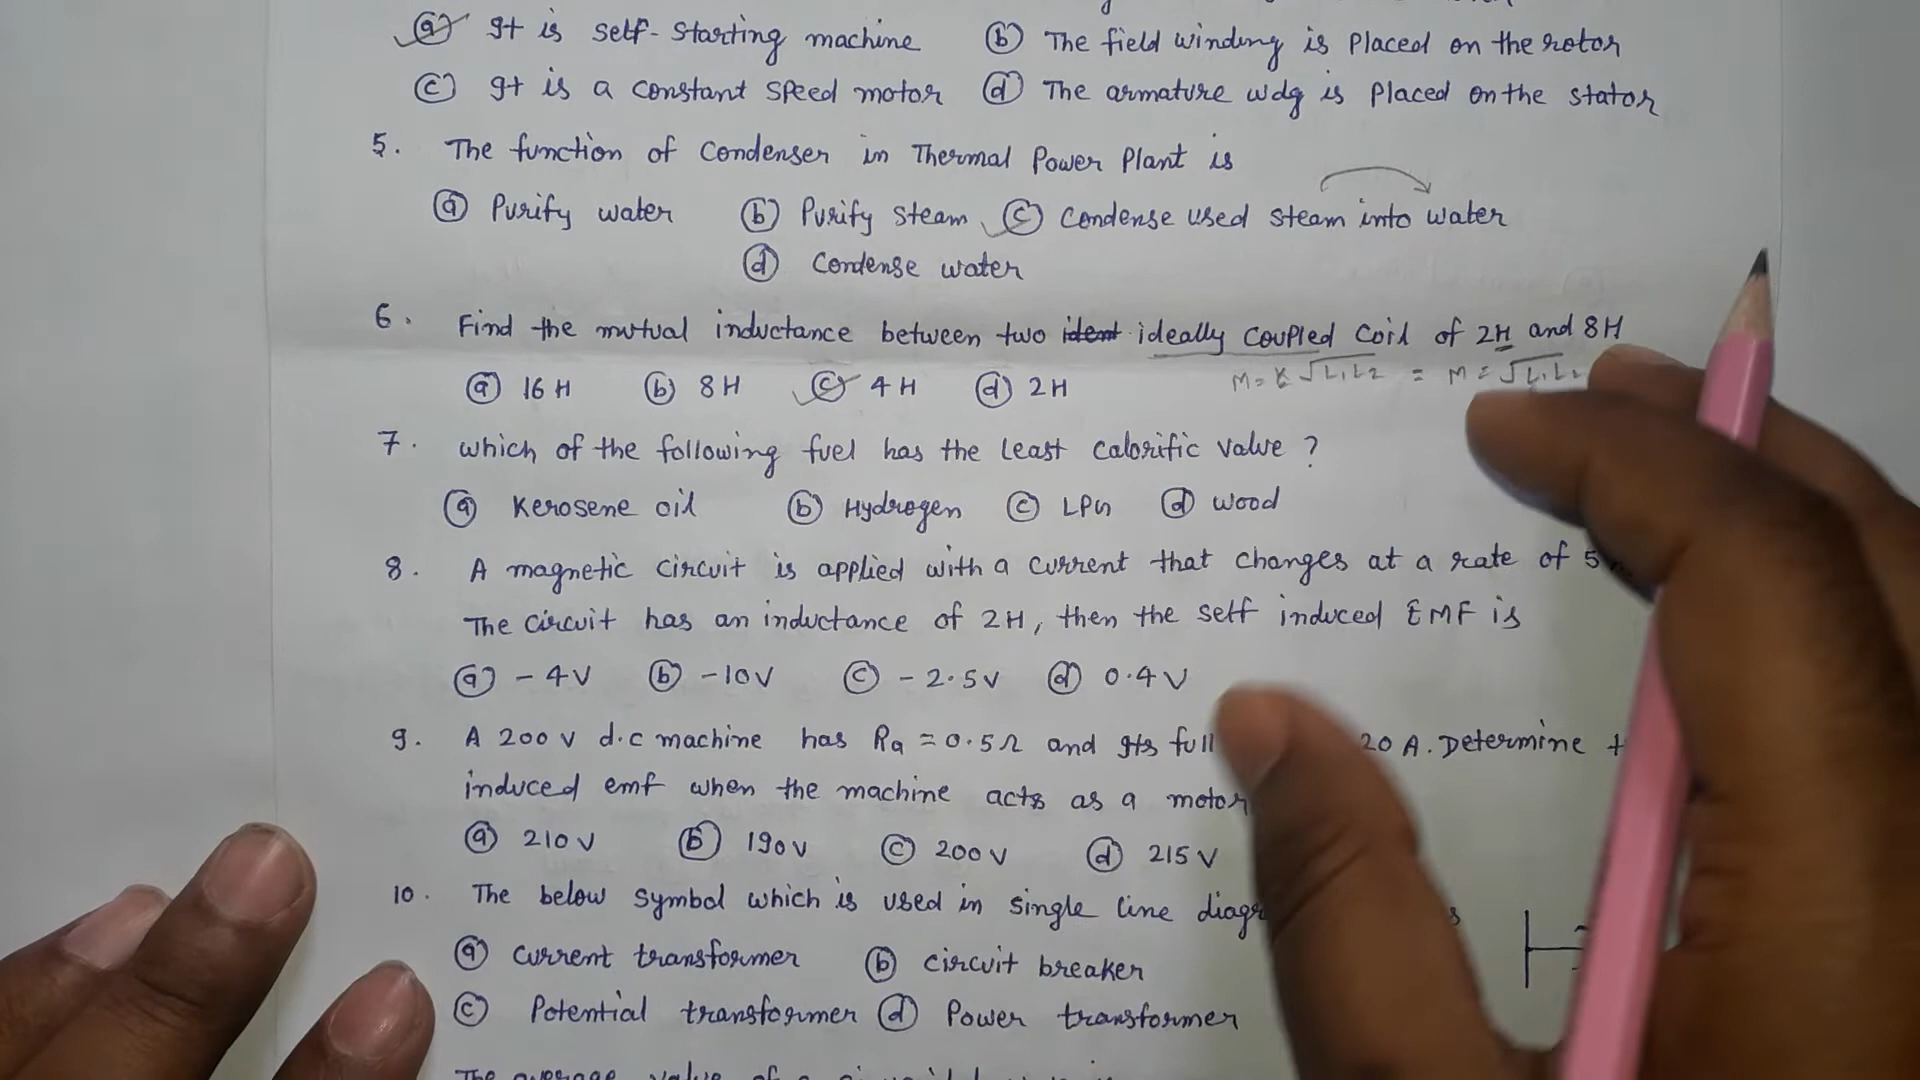 ⓐ It is self-starting machine ⓑ The field winding is Placed on the rotor
ⓒ It is a constant speed motor ⓓ The armature wdg is Placed on the stator
5. The function of Condenser in Thermal Power Plant is
ⓐ Purify water ⓑ Purify steam ⓒ Condense used steam into water
ⓓ Condense water
6. Find the mutual inductance between two ident ideally coupled coil of 2H and 8H
ⓐ 16 H ⓑ 8 H ⓒ 4 H ⓓ 2H M = K √L₁L₂ = M = √L₁L₂
7. which of the following fuel has the least calorific value ?
ⓐ Kerosene oil ⓑ Hydrogen ⓒ LPG ⓓ wood
8. A magnetic circuit is applied with a current that changes at a rate of 5
The circuit has an inductance of 2H, then the self induced EMF is
ⓐ - 4V ⓑ -10V ⓒ - 2.5V ⓓ 0.4 V
9. A 200 V d.c machine has Ra = 0.5Ω and Its full 20 A. Determine
induced emf when the machine acts as a motor
ⓐ 210 V ⓑ 190V ⓒ 200 V ⓓ 215 V
10. The below symbol which is used in single line
ⓐ current transformer ⓑ circuit breaker
ⓒ Potential transformer ⓓ Power transformer